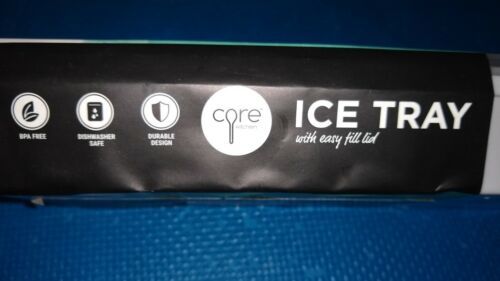 BPA FREE
DISHWASHER
SAFE
DURABLE
DESIGN
core
kitchen
ICE TRAY
with easy fill lid